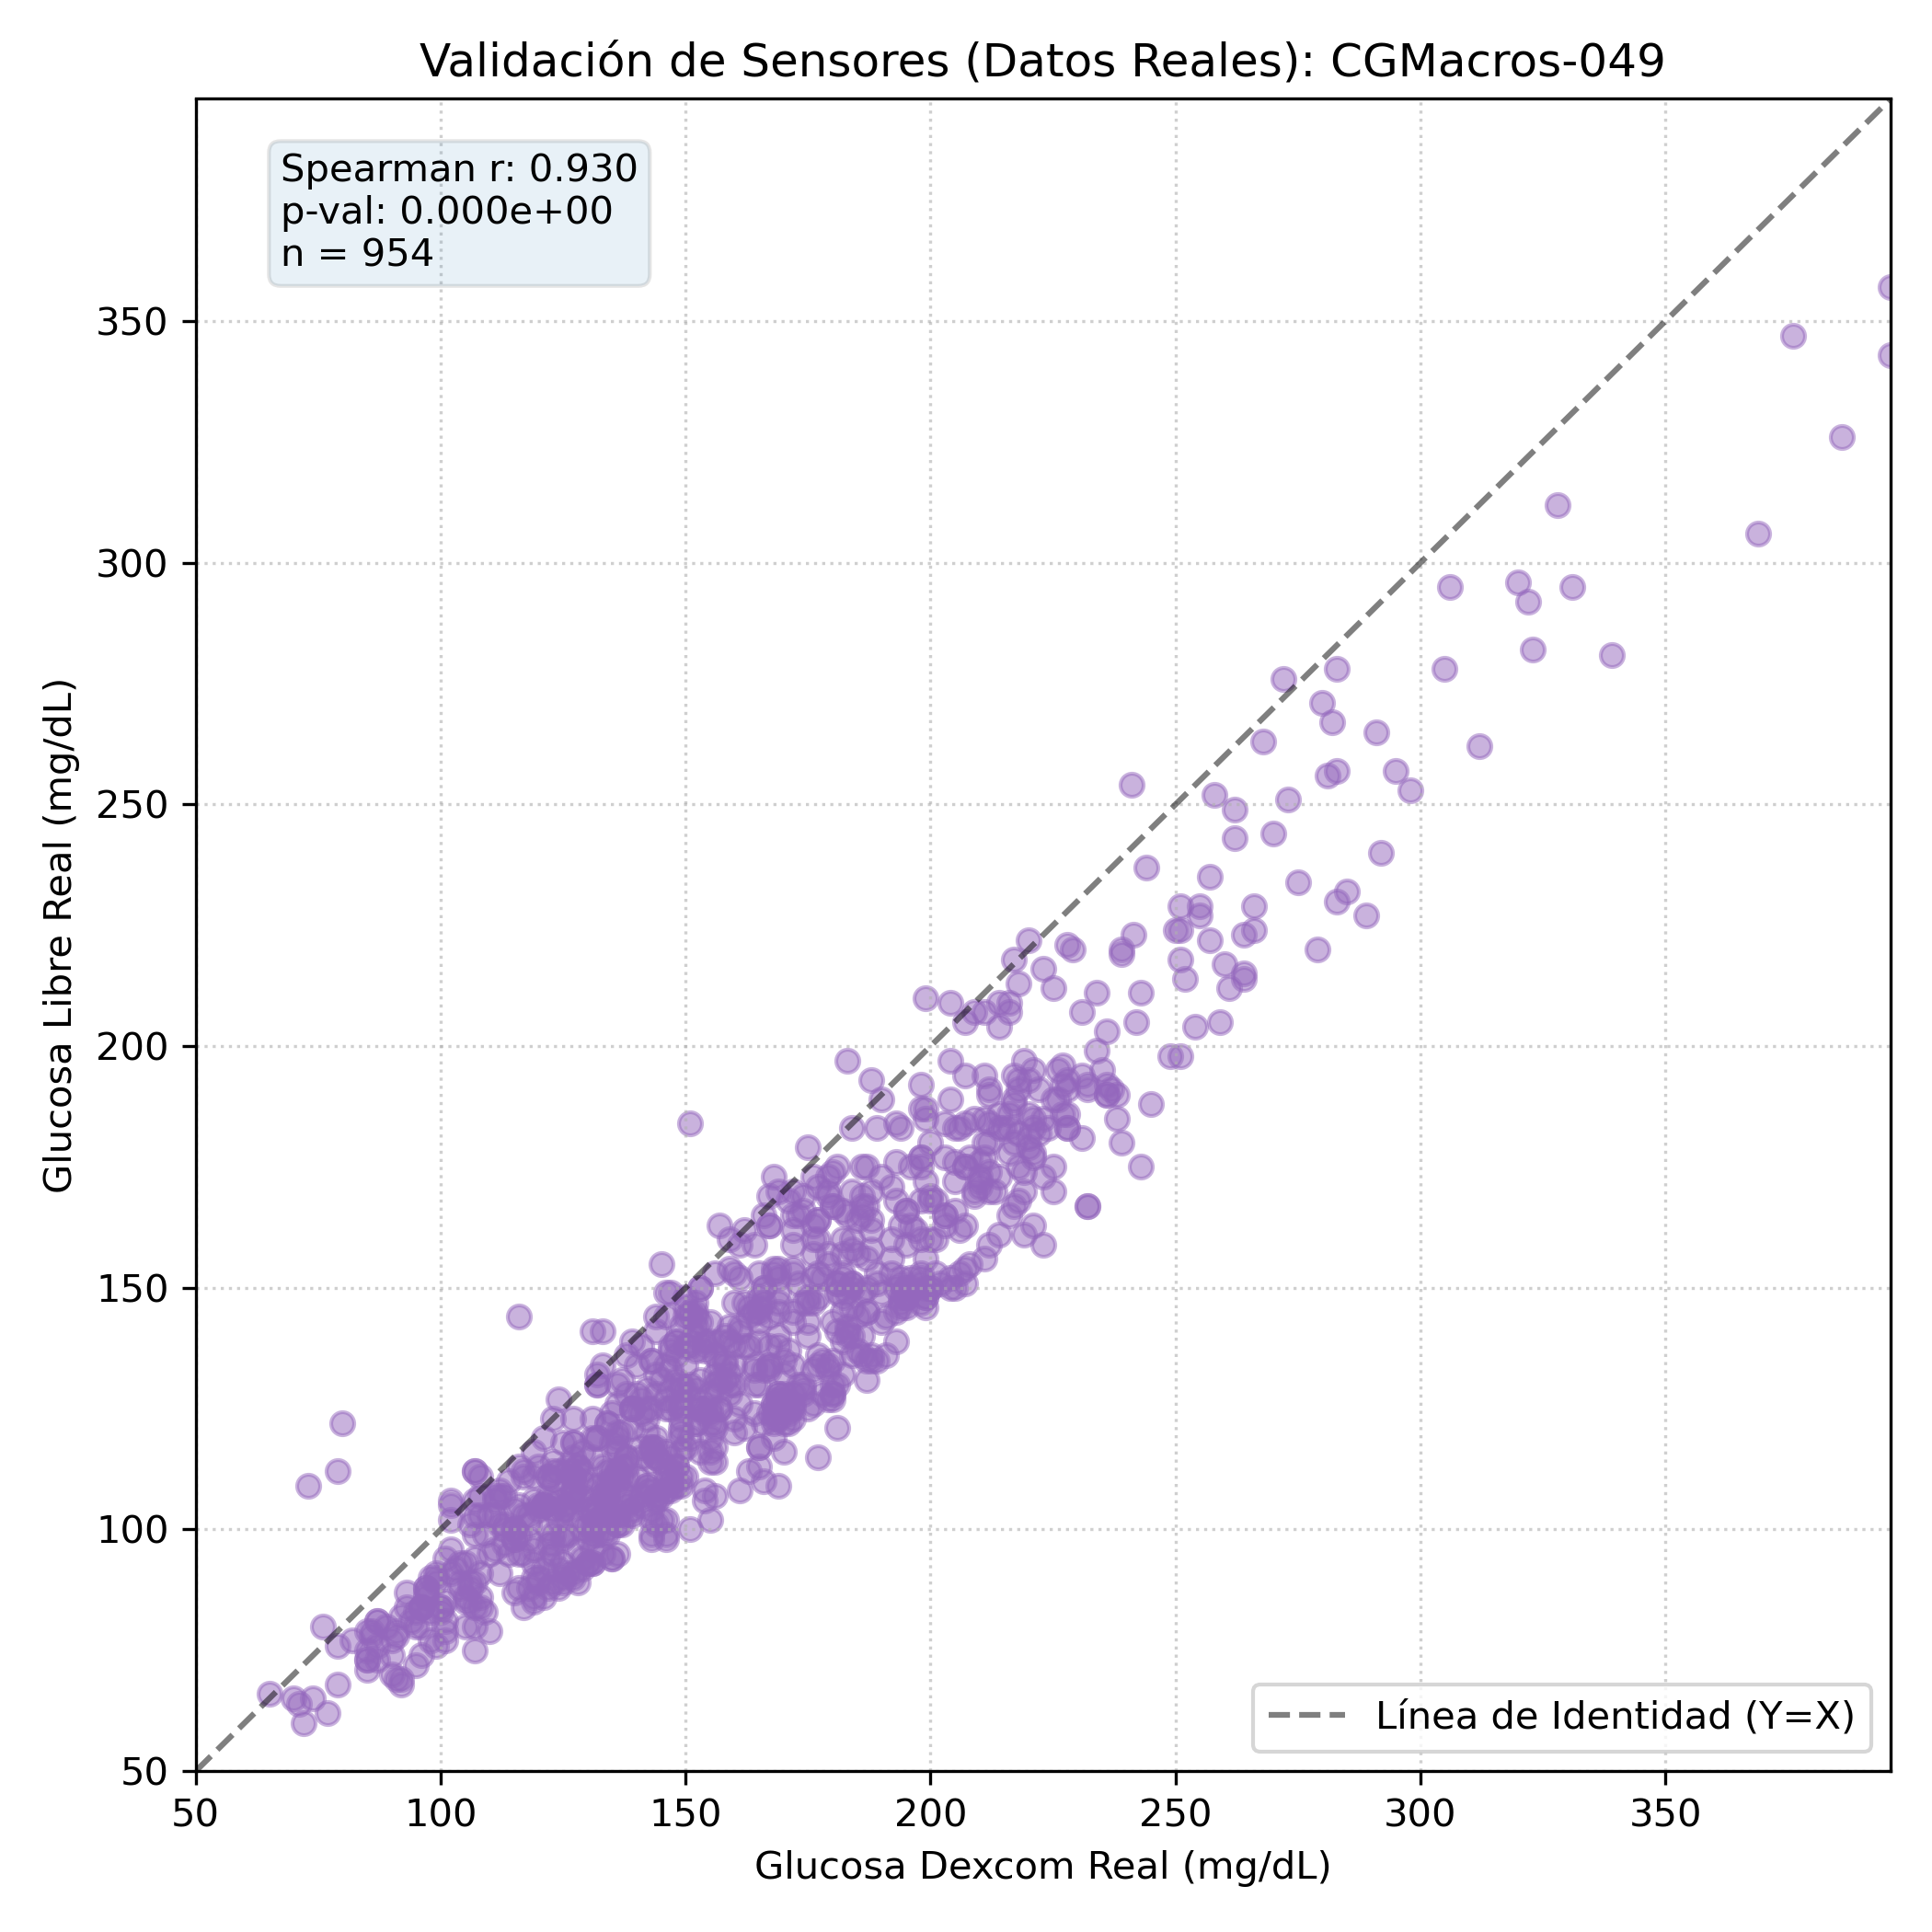 Validación de Sensores (Datos Reales): CGMacros-049
Spearman r: 0.930
p-val: 0.000e+00
n = 954
Glucosa Libre Real (mg/dL)
350
300
250
200
150
100
50
50 100 150 200 250 300 350
Glucosa Dexcom Real (mg/dL)
Línea de Identidad (Y=X)